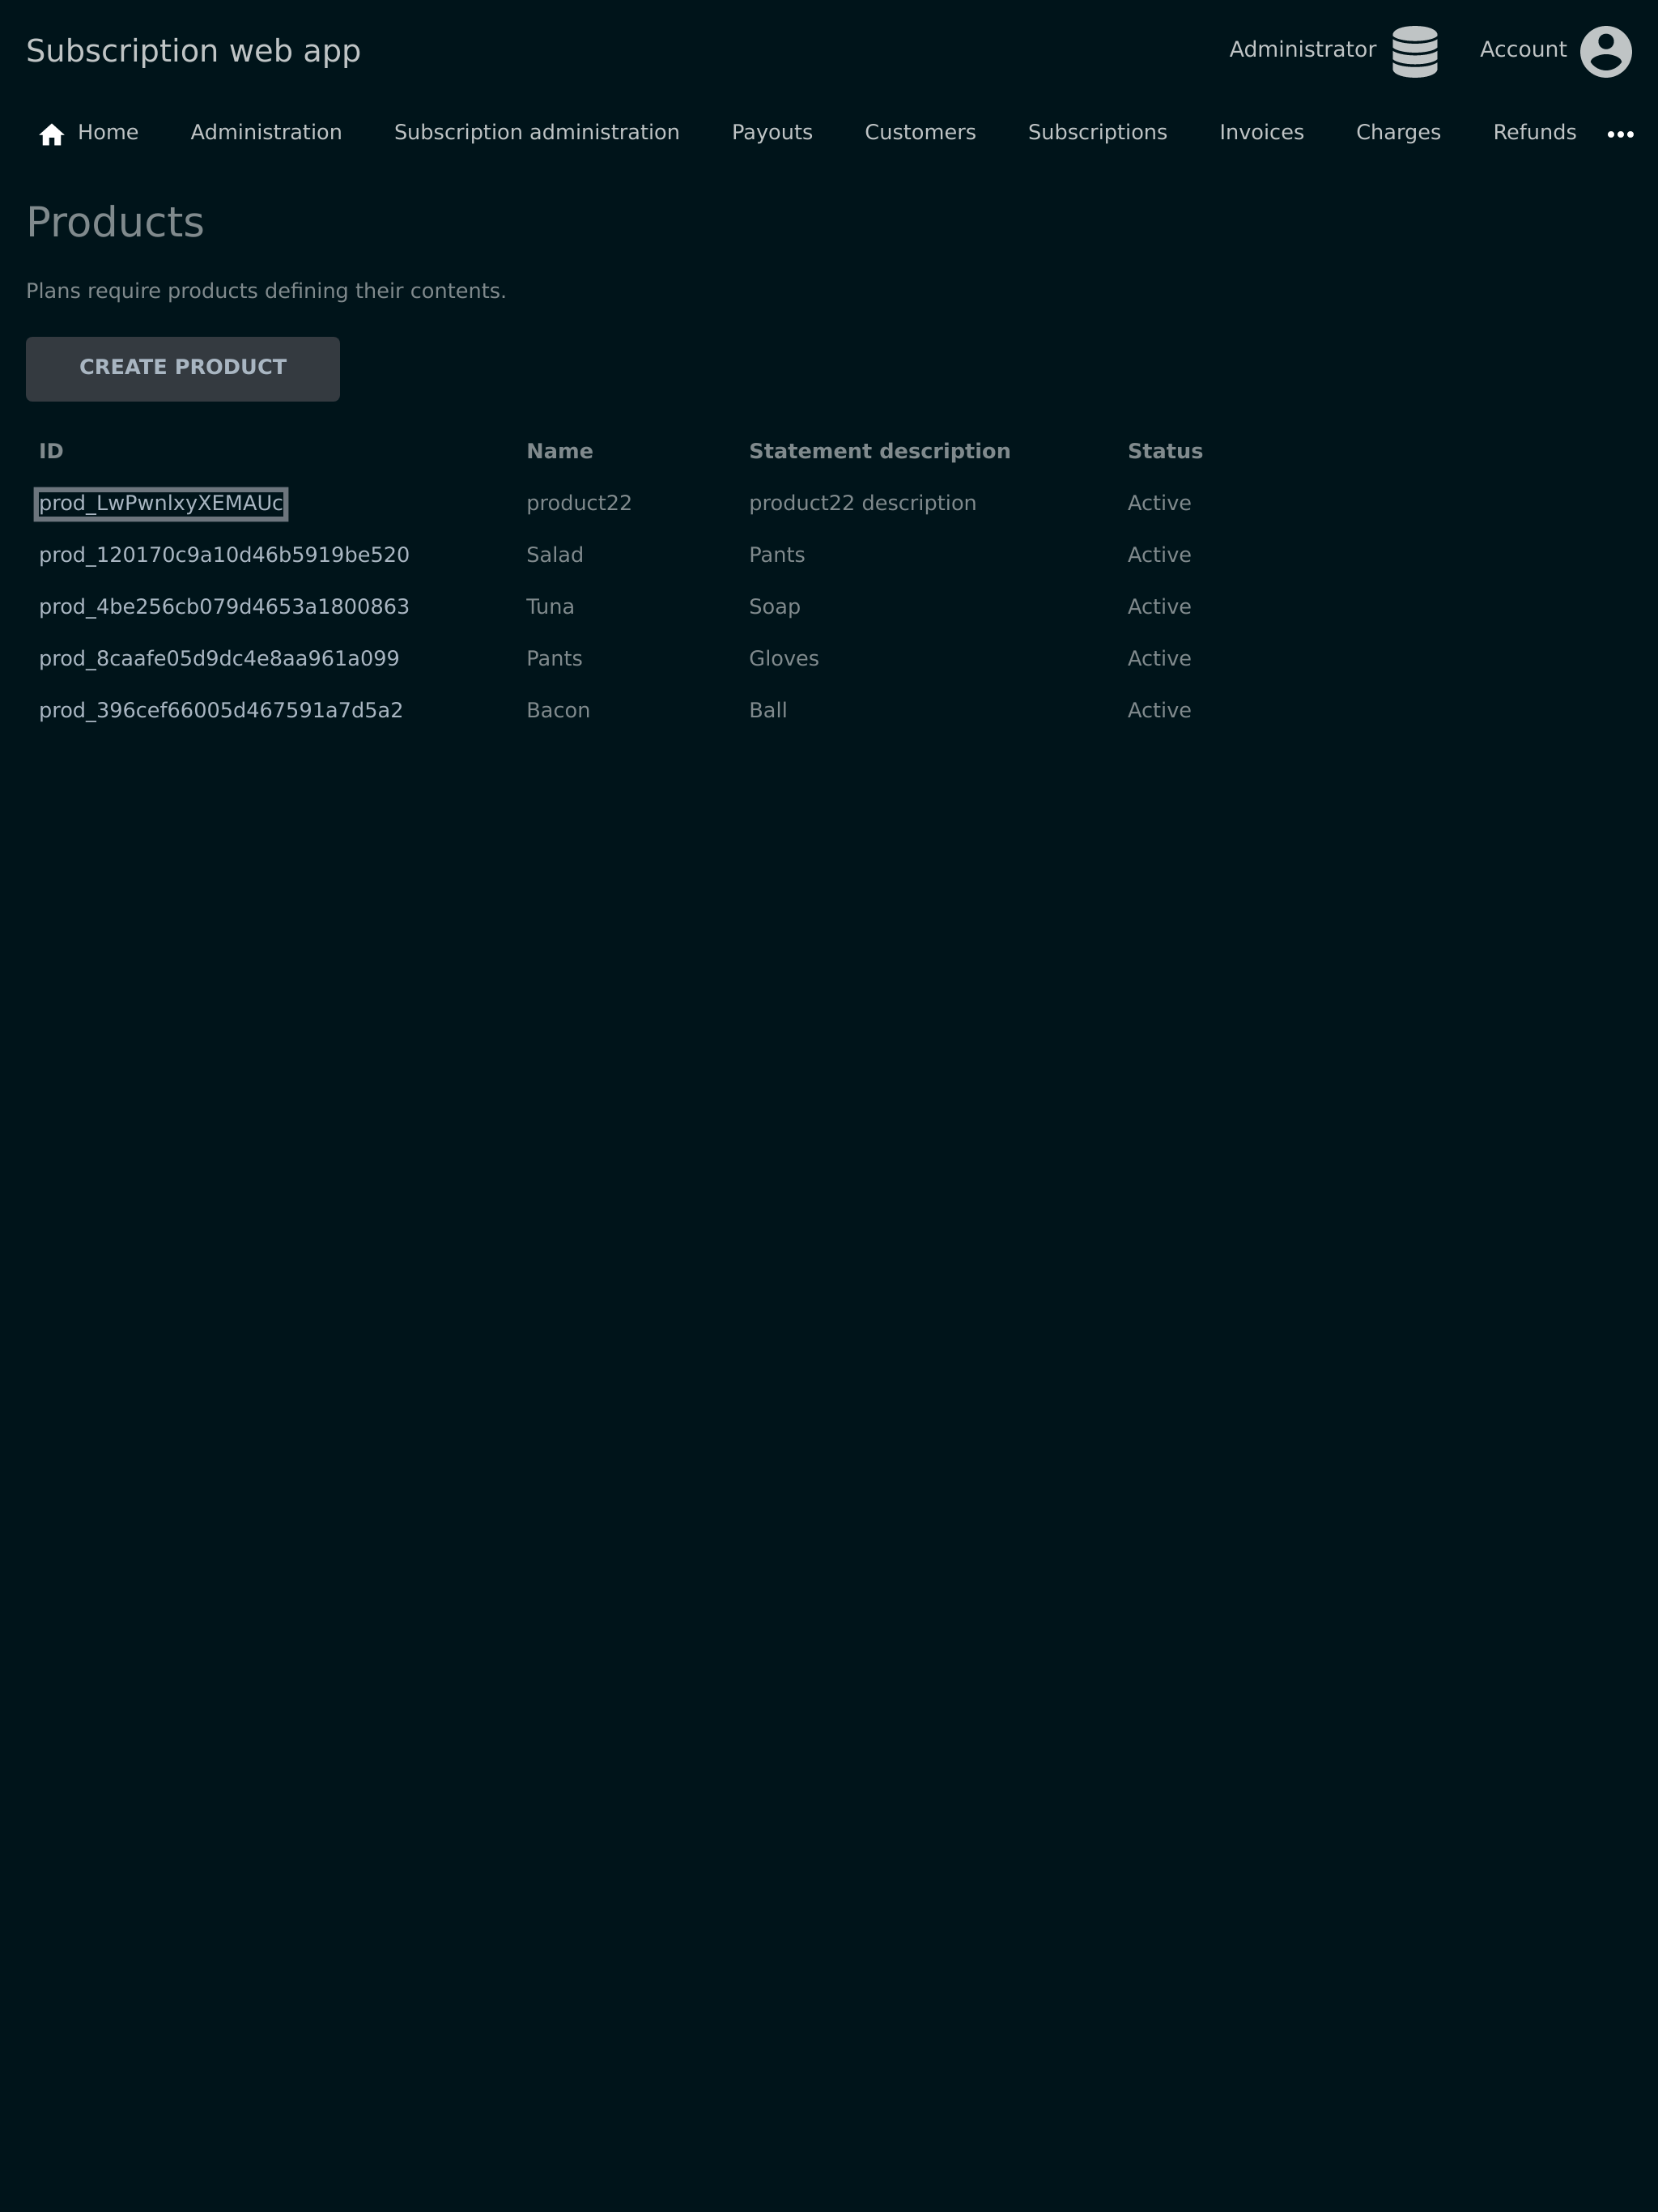 Subscription web app Administrator Account
Home Administration Subscription administration Payouts Customers Subscriptions Invoices Charges Refunds
Products
Plans require products defining their contents.
CREATE PRODUCT
ID Name Statement description Status
prod_LwPwnlxyXEMAUc product22 product22 description Active
prod_120170c9a10d46b5919be520 Salad Pants Active
prod_4be256cb079d4653a1800863 Tuna Soap Active
prod_8caafe05d9dc4e8aa961a099 Pants Gloves Active
prod_396cef66005d467591a7d5a2 Bacon Ball Active